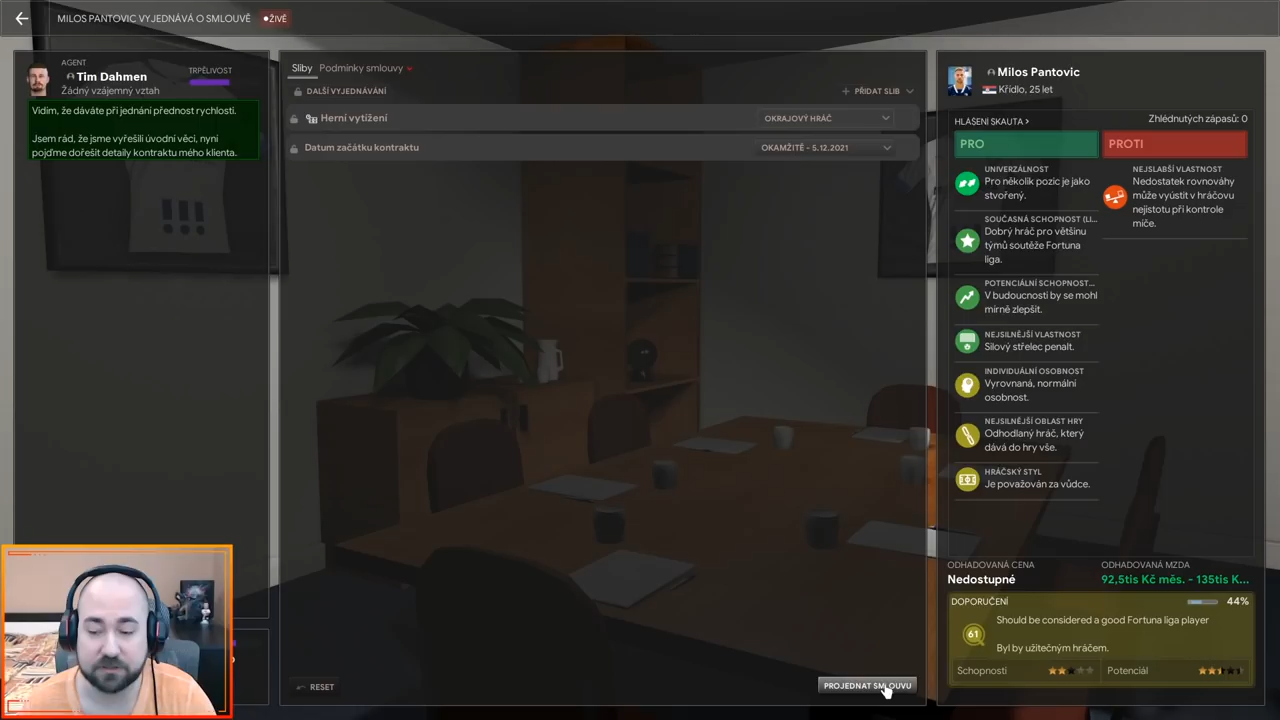 MILOS PANTOVIC VYJEDNÁVÁ O SMLOUVĚ ŽIVĚ
AGENT
Tim Dahmen
Žádný vzájemný vztah
TRPĚLIVOST
Vidím, že dáváte při jednání přednost rychlosti.
Jsem rád, že jsme vyřešili úvodní věci, nyní
pojďme dořešit detaily kontraktu mého klienta.
Sliby Podmínky smlouvy
DALŠÍ VYJEDNÁVÁNÍ
PŘIDAT SLIB
Herní vytížení OKRAJOVÝ HRÁČ
Datum začátku kontraktu OKAMŽITĚ - 5.12.2021
RESET
PROJEDNAT SMLOUVU
Milos Pantovic
Křídlo, 25 let
HLÁŠENÍ SKAUTA >
Zhlédnutých zápasů: 0
PRO
PROTI
UNIVERZÁLNOST
Pro několik pozic je jako
stvořený.
SOUČASNÁ SCHOPNOST (LI...
Dobrý hráč pro většinu
týmů soutěže Fortuna
liga.
POTENCIÁLNÍ SCHOPNOST...
V budoucnosti by se mohl
mírně zlepšit.
NEJSILNĚJŠÍ VLASTNOST
Silový střelec penalt.
INDIVIDUÁLNÍ OSOBNOST
Vyrovnaná, normální
osobnost.
NEJSILNĚJŠÍ OBLAST HRY
Odhodlaný hráč, který
dává do hry vše.
HRÁČSKÝ STYL
Je považován za vůdce.
NEJSLABŠÍ VLASTNOST
Nedostatek rovnováhy
může vyústit v hráčovu
nejistotu při kontrole
míče.
ODHADOVANÁ CENA
Nedostupné
ODHADOVANÁ MZDA
92,5tis Kč měs. - 135tis K...
DOPORUČENÍ
44%
61
Should be considered a good Fortuna liga player
Byl by užitečným hráčem.
Schopnosti
Potenciál